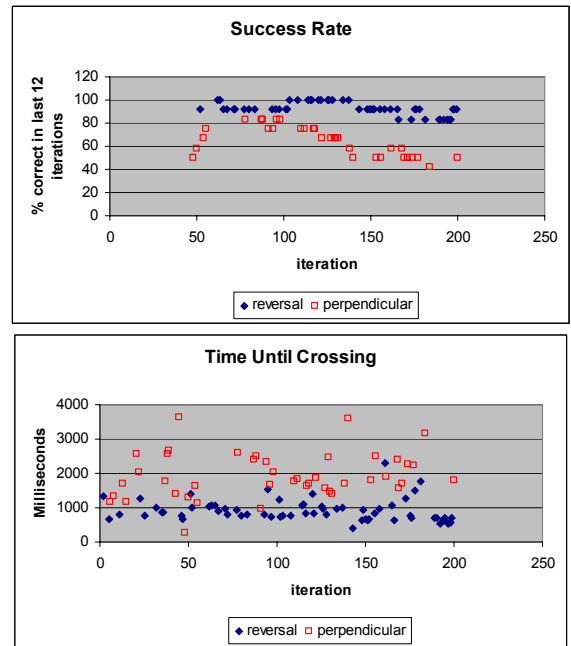 Success Rate
% correct in last 12
iterations
120
100
80
60
40
20
0
0 50 100 150 200 250
iteration
reversal perpendicular
Time Until Crossing
Milliseconds
4000
3000
2000
1000
0
0 50 100 150 200 250
iteration
reversal perpendicular